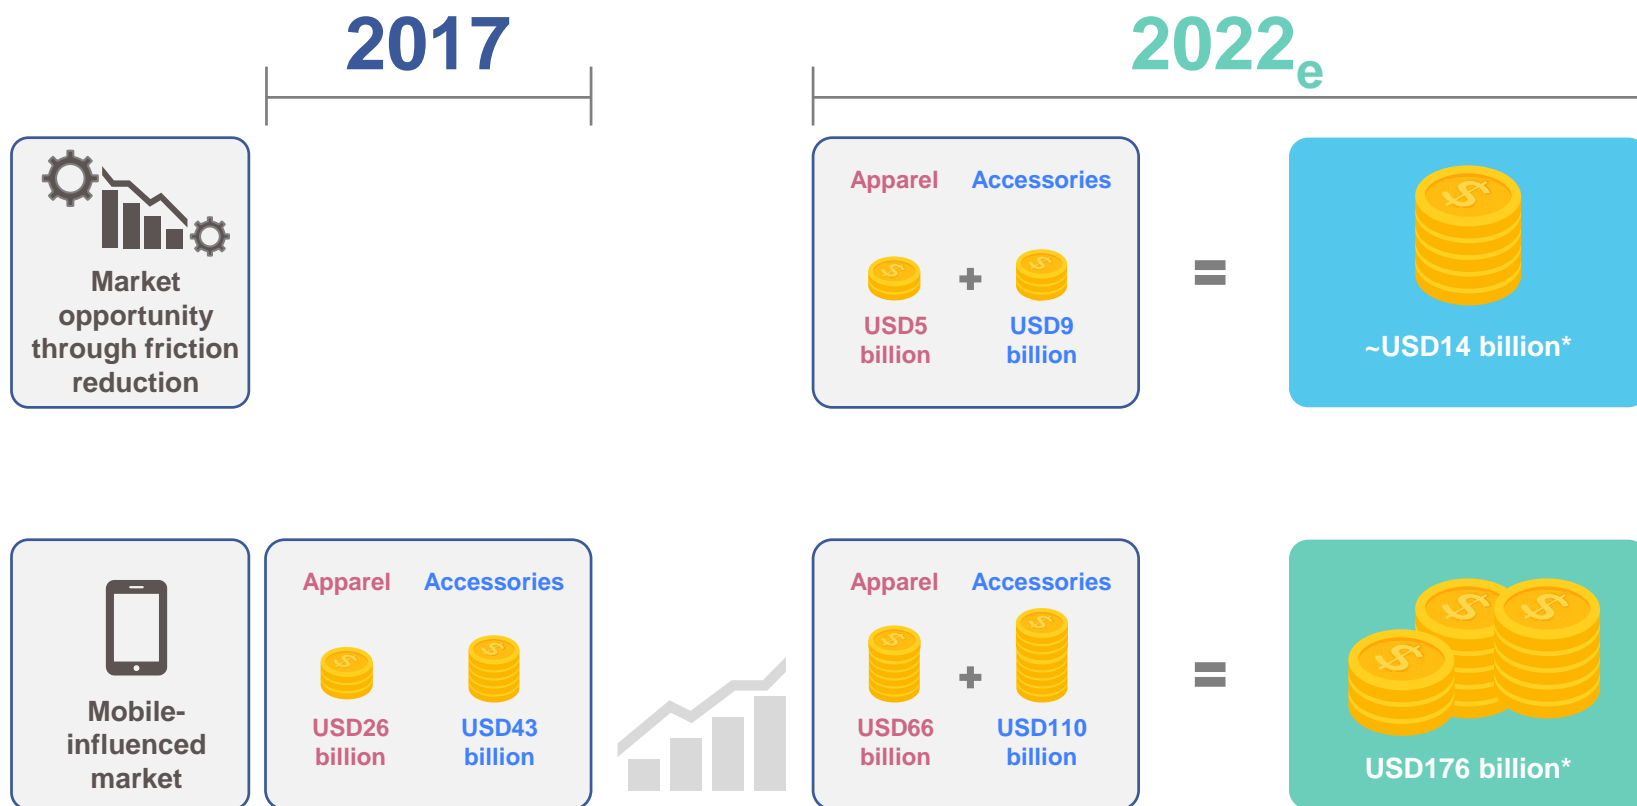 2017
2022e
Market
opportunity
through friction
reduction
Apparel
Accessories
+
USD5
billion
USD9
billion
=
~USD14 billion*
Mobile-
influenced
market
Apparel
Accessories
USD26
billion
USD43
billion
Apparel
Accessories
+
USD66
billion
USD110
billion
=
USD176 billion*